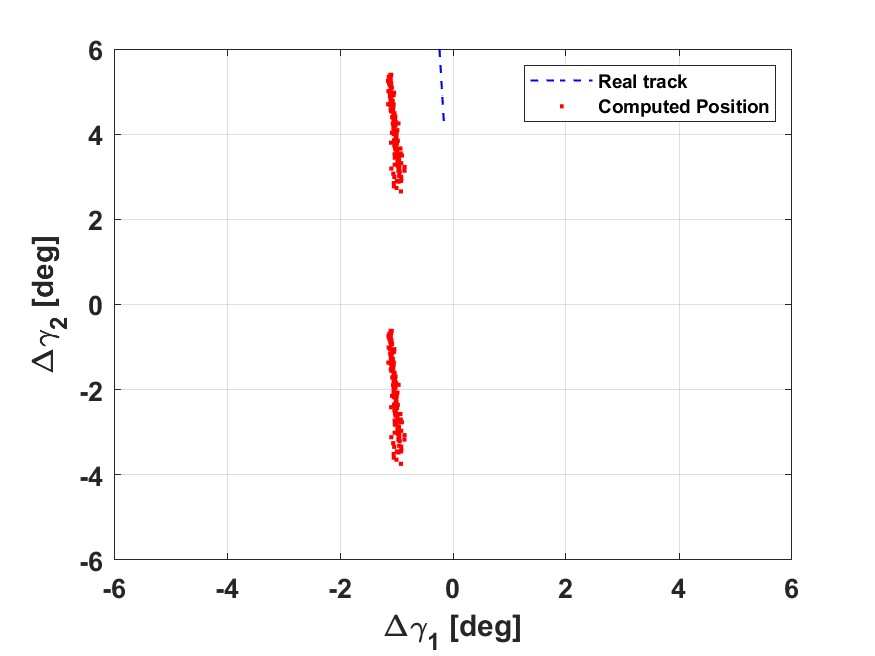 6
4
2
0
-2
-4
-6
-6 -4 -2 0 2 4 6
Δγ₂ [deg]
Δγ₁ [deg]
Real track
Computed Position